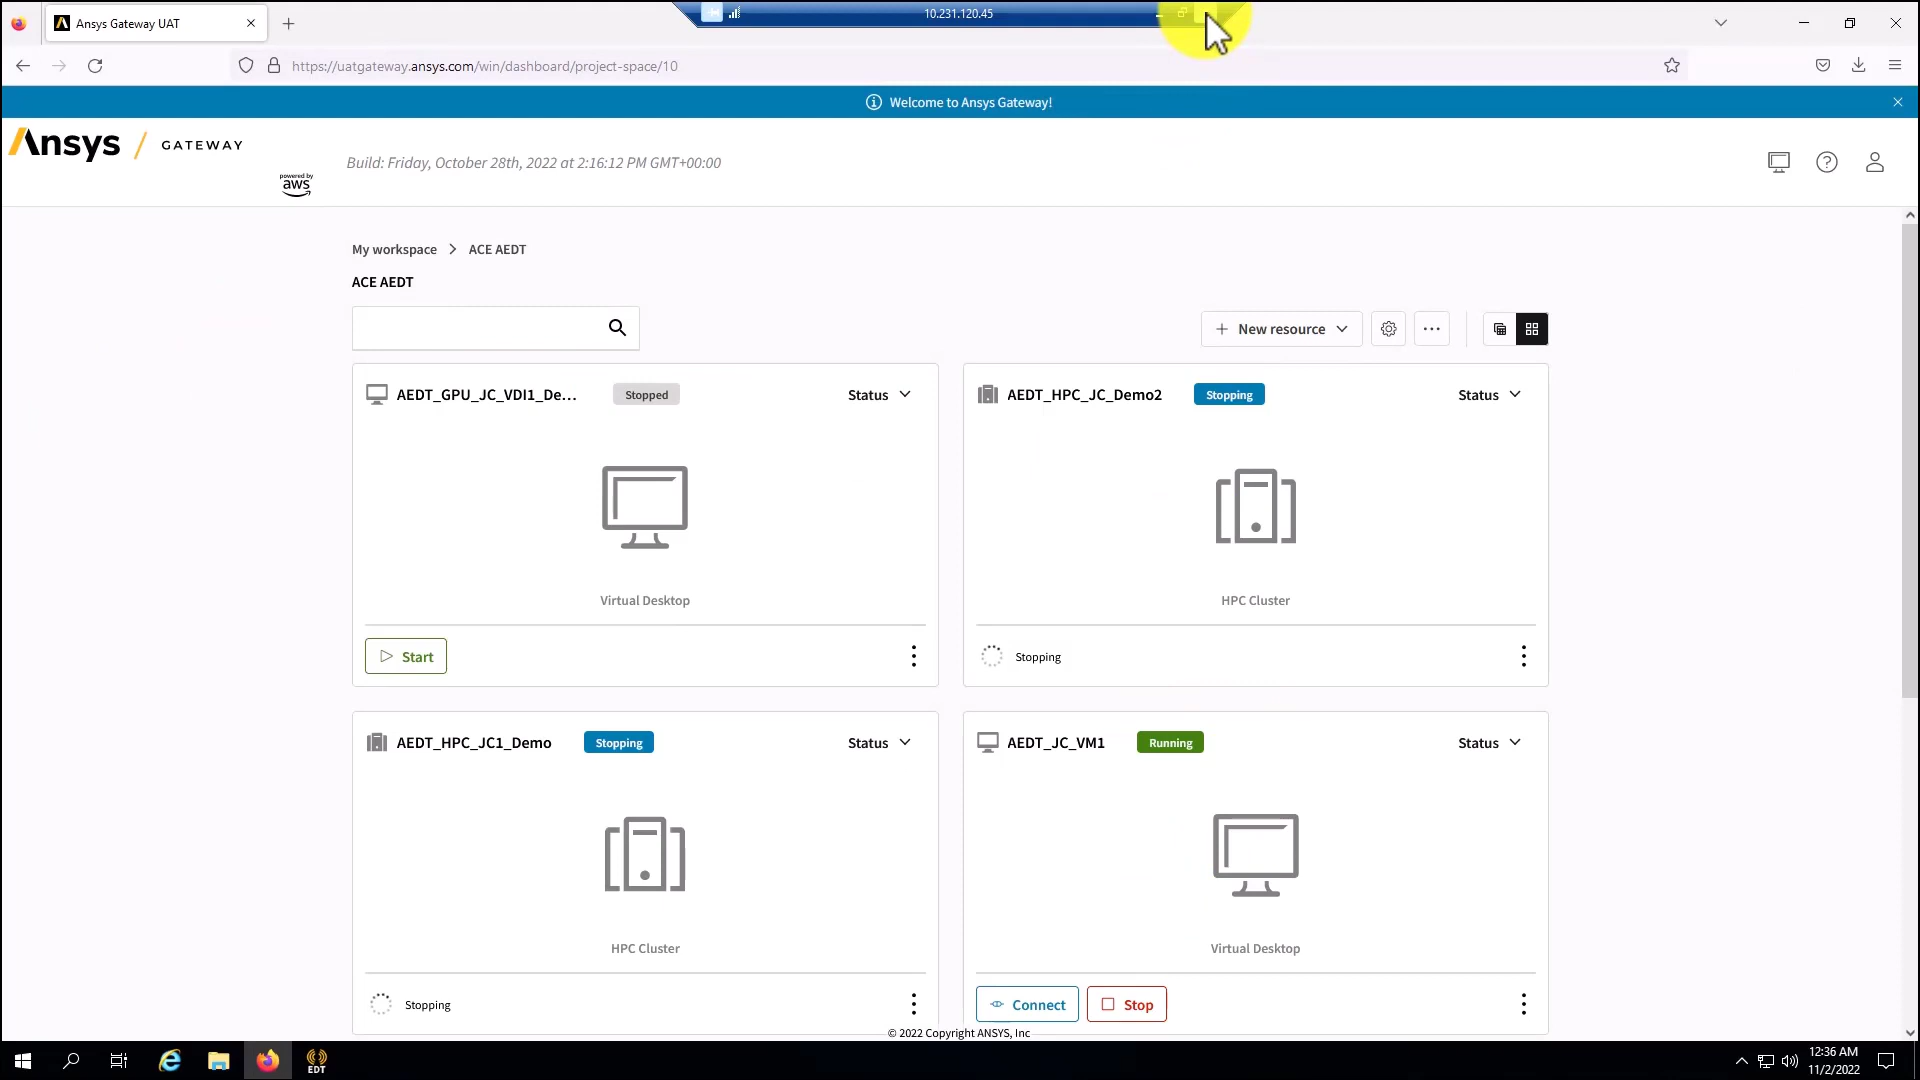 10.231.120.45
Ansys Gateway UAT
https://uatgateway.ansys.com/win/dashboard/project-space/10
Welcome to Ansys Gateway!
Ansys / GATEWAY
powered by
aws
Build: Friday, October 28th, 2022 at 2:16:12 PM GMT+00:00
My workspace > ACE AEDT
ACE AEDT
+ New resource
AEDT_GPU_JC_VDI1_De... Stopped Status
Virtual Desktop
Start
AEDT_HPC_JC_Demo2 Stopping Status
HPC Cluster
Stopping
AEDT_HPC_JC1_Demo Stopping Status
HPC Cluster
Stopping
AEDT_JC_VM1 Running Status
Virtual Desktop
Connect Stop
© 2022 Copyright ANSYS, Inc
EDT
12:36 AM
11/2/2022